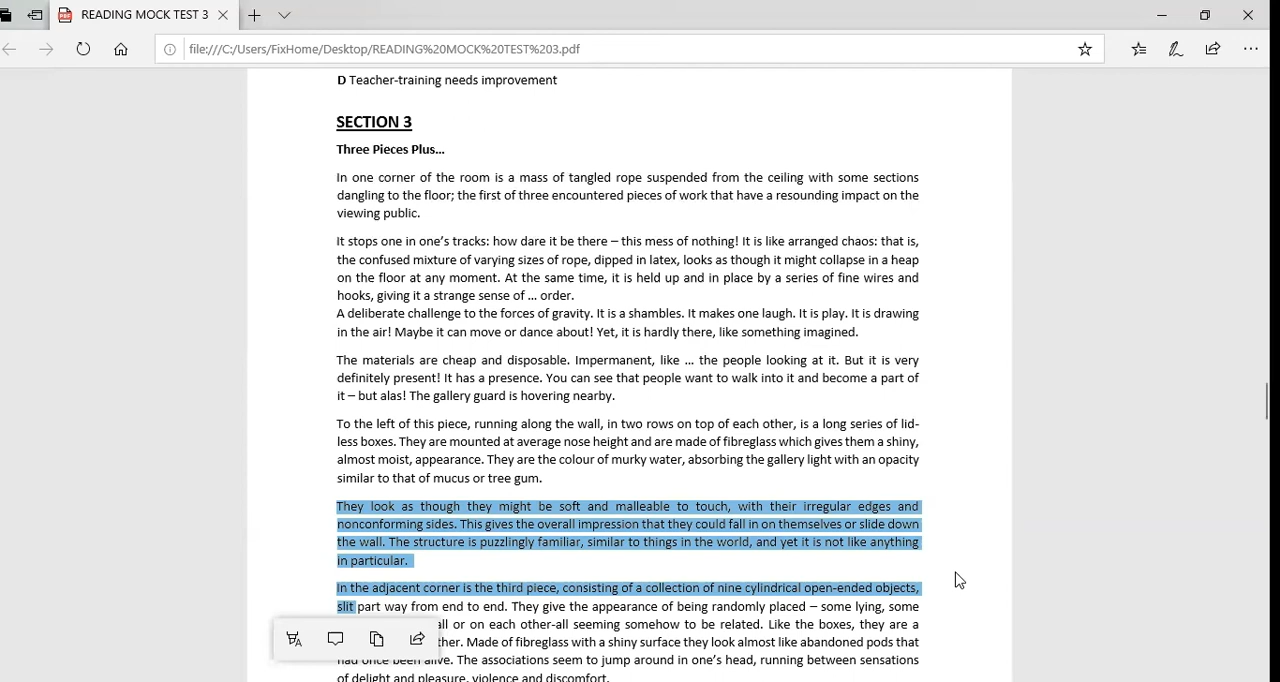 READING MOCK TEST 3
file:///C:/Users/FixHome/Desktop/READING%20MOCK%20TEST%203.pdf
D Teacher-training needs improvement
SECTION 3
Three Pieces Plus...
In one corner of the room is a mass of tangled rope suspended from the ceiling with some sections
dangling to the floor; the first of three encountered pieces of work that have a resounding impact on the
viewing public.
It stops one in one's tracks: how dare it be there – this mess of nothing! It is like arranged chaos: that is,
the confused mixture of varying sizes of rope, dipped in latex, looks as though it might collapse in a heap
on the floor at any moment. At the same time, it is held up and in place by a series of fine wires and
hooks, giving it a strange sense of ... order.
A deliberate challenge to the forces of gravity. It is a shambles. It makes one laugh. It is play. It is drawing
in the air! Maybe it can move or dance about! Yet, it is hardly there, like something imagined.
The materials are cheap and disposable. Impermanent, like ... the people looking at it. But it is very
definitely present! It has a presence. You can see that people want to walk into it and become a part of
it – but alas! The gallery guard is hovering nearby.
To the left of this piece, running along the wall, in two rows on top of each other, is a long series of lid-
less boxes. They are mounted at average nose height and are made of fibreglass which gives them a shiny,
almost moist, appearance. They are the colour of murky water, absorbing the gallery light with an opacity
similar to that of mucus or tree gum.
They look as though they might be soft and malleable to touch, with their irregular edges and
nonconforming sides. This gives the overall impression that they could fall in on themselves or slide down
the wall. The structure is puzzlingly familiar, similar to things in the world, and yet it is not like anything
in particular.
In the adjacent corner is the third piece, consisting of a collection of nine cylindrical open-ended objects,
slit part way from end to end. They give the appearance of being randomly placed – some lying, some
all or on each other-all seeming somehow to be related. Like the boxes, they are a
ther. Made of fibreglass with a shiny surface they look almost like abandoned pods that
had once been alive. The associations seem to jump around in one's head, running between sensations
of delight and pleasure, violence and discomfort.